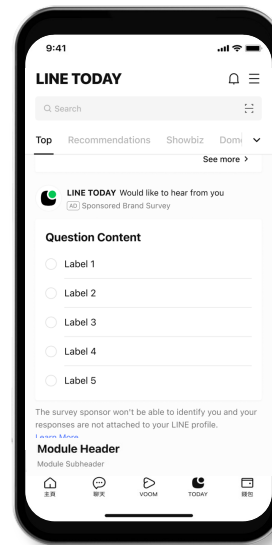 9:41
LINE TODAY
Search
Top Recommendations Showbiz Dom
See more >
LINE TODAY Would like to hear from you
AD Sponsored Brand Survey
Question Content
Label 1
Label 2
Label 3
Label 4
Label 5
The survey sponsor won't be able to identify you and your
responses are not attached to your LINE profile.
Learn More
Module Header
Module Subheader
主頁 聊天 VOOM TODAY 錢包